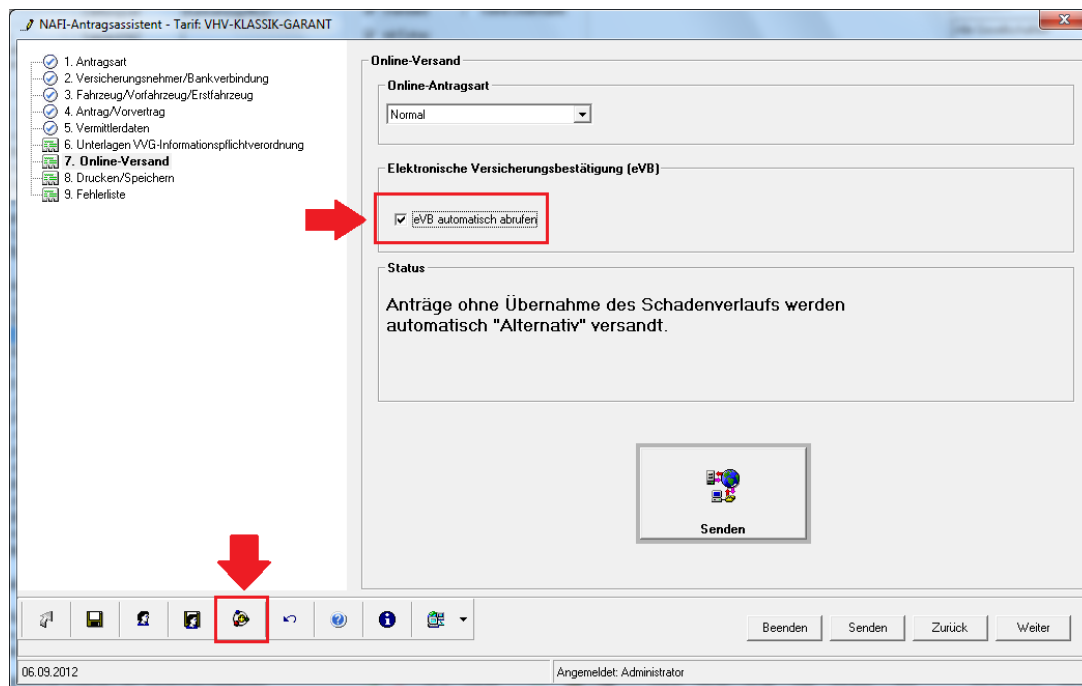 NAFI-Antragsassistent - Tarif: VHV-KLASSIK-GARANT
1. Antragsart
2. Versicherungsnehmer/Bankverbindung
3. Fahrzeug/Vorfahrzeug/Erstfahrzeug
4. Antrag/Vorvertrag
5. Vermittlerdaten
6. Unterlagen VVG-Informationspflichtverordnung
7. Online-Versand
8. Drucken/Speichern
9. Fehlerliste
Online-Versand
Online-Antragsart
Normal
Elektronische Versicherungsbestätigung (eVB)
eVB automatisch abrufen
Status
Anträge ohne Übernahme des Schadenverlaufs werden
automatisch "Alternativ" versandt.
Senden
Beenden
Senden
Zurück
Weiter
06.09.2012
Angemeldet: Administrator